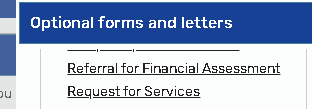 Optional forms and letters
Referral for Financial Assessment
Request for Services